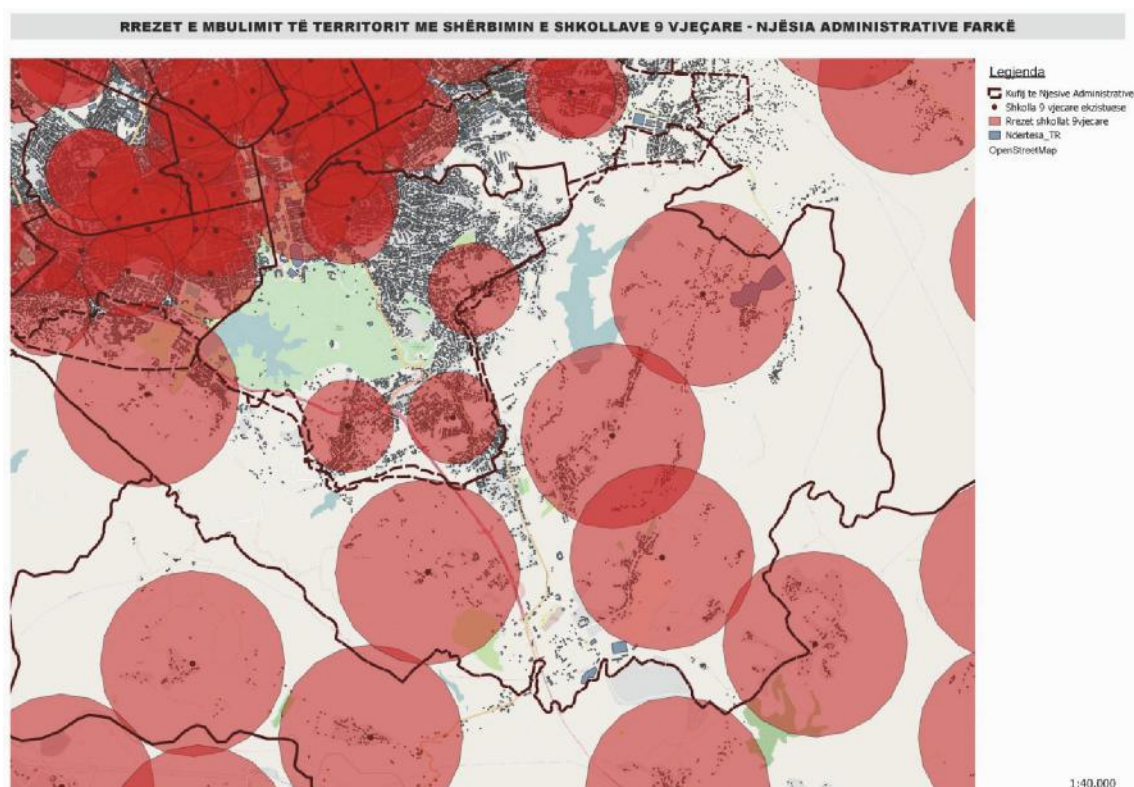 RREZET E MBULIMIT TË TERRITORIT ME SHËRBIMIN E SHKOLLAVE 9 VJEÇARE - NJËSIA ADMINISTRATIVE FARKË
Legjenda
Kufij te Njesive Administrative
Shkolla 9 vjecare ekzistuese
Rrezet shkollat 9vjecare
Ndertesa_TR
OpenStreetMap
1:40,000